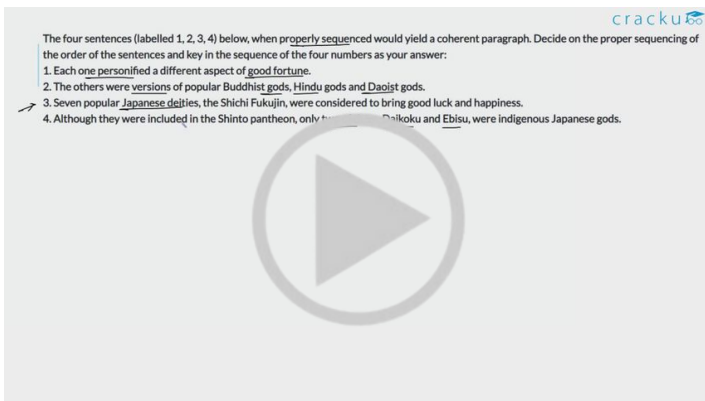 cracku
The four sentences (labelled 1, 2, 3, 4) below, when properly sequenced would yield a coherent paragraph. Decide on the proper sequencing of
the order of the sentences and key in the sequence of the four numbers as your answer:
1. Each one personified a different aspect of good fortune.
2. The others were versions of popular Buddhist gods, Hindu gods and Daoist gods.
3. Seven popular Japanese deities, the Shichi Fukujin, were considered to bring good luck and happiness.
4. Although they were included in the Shinto pantheon, only Daikoku and Ebisu, were indigenous Japanese gods.